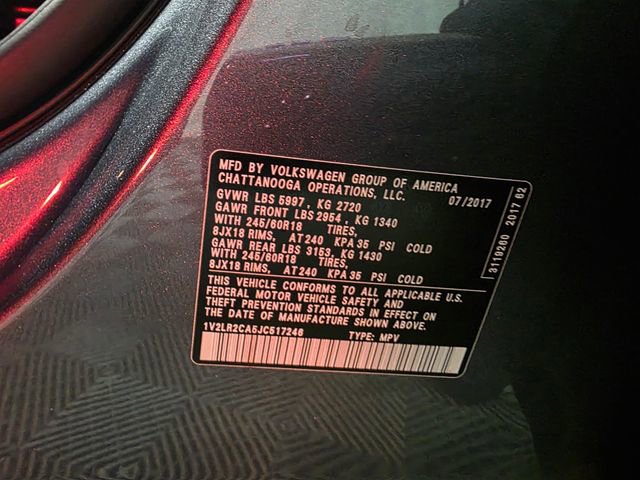 MFD BY VOLKSWAGEN GROUP OF AMERICA
CHATTANOOGA OPERATIONS, LLC.
GVWR LBS 5997 , KG 2720 07/2017
GAWR FRONT LBS 2954 , KG 1340
WITH 245/60R18 TIRES,
8JX18 RIMS, AT 240 KPA 35 PSI COLD
GAWR REAR LBS 3153, KG 1430
WITH 245/60R18 TIRES,
8JX18 RIMS, AT 240 KPA 35 PSI COLD
THIS VEHICLE CONFORMS TO ALL APPLICABLE U.S.
FEDERAL MOTOR VEHICLE SAFETY AND
THEFT PREVENTION STANDARDS IN EFFECT ON
THE DATE OF MANUFACTURE SHOWN ABOVE.
1V2LR2CA5JC517246 TYPE: MPV
3119260 2017 62